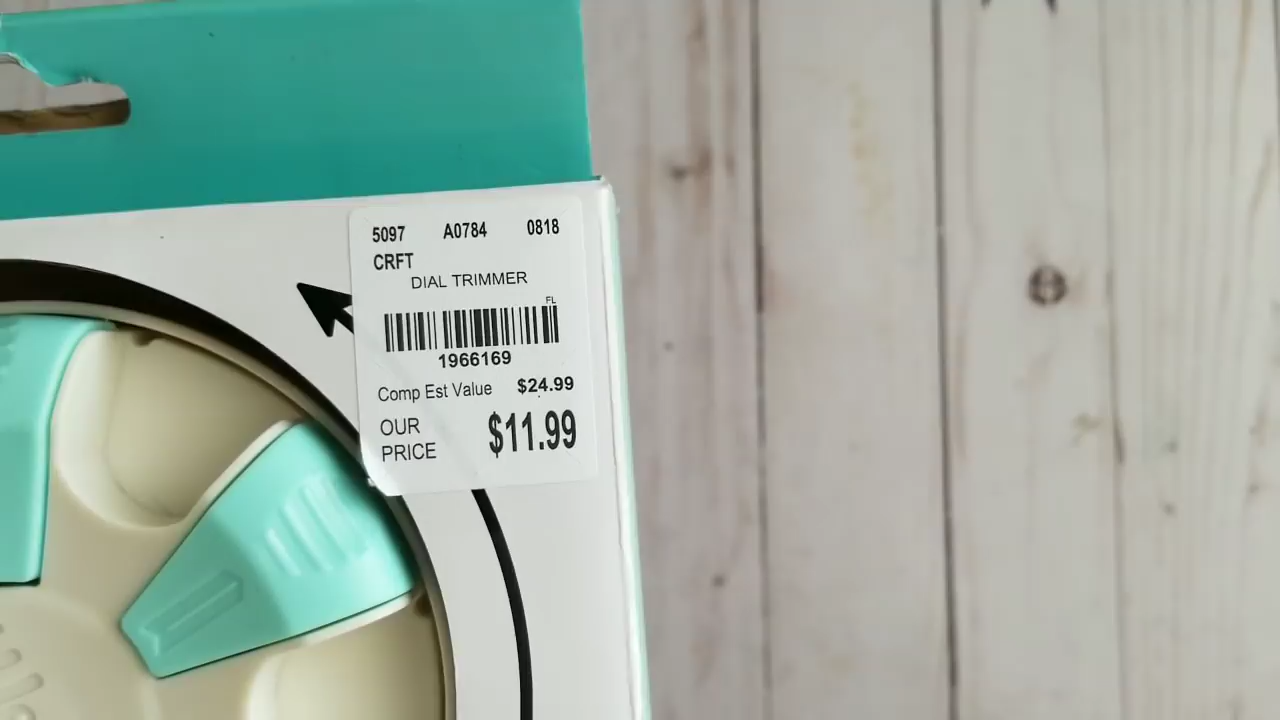 5097 A0784 0818
CRFT
DIAL TRIMMER
FL
1966169
Comp Est Value $24.99
OUR
PRICE $11.99